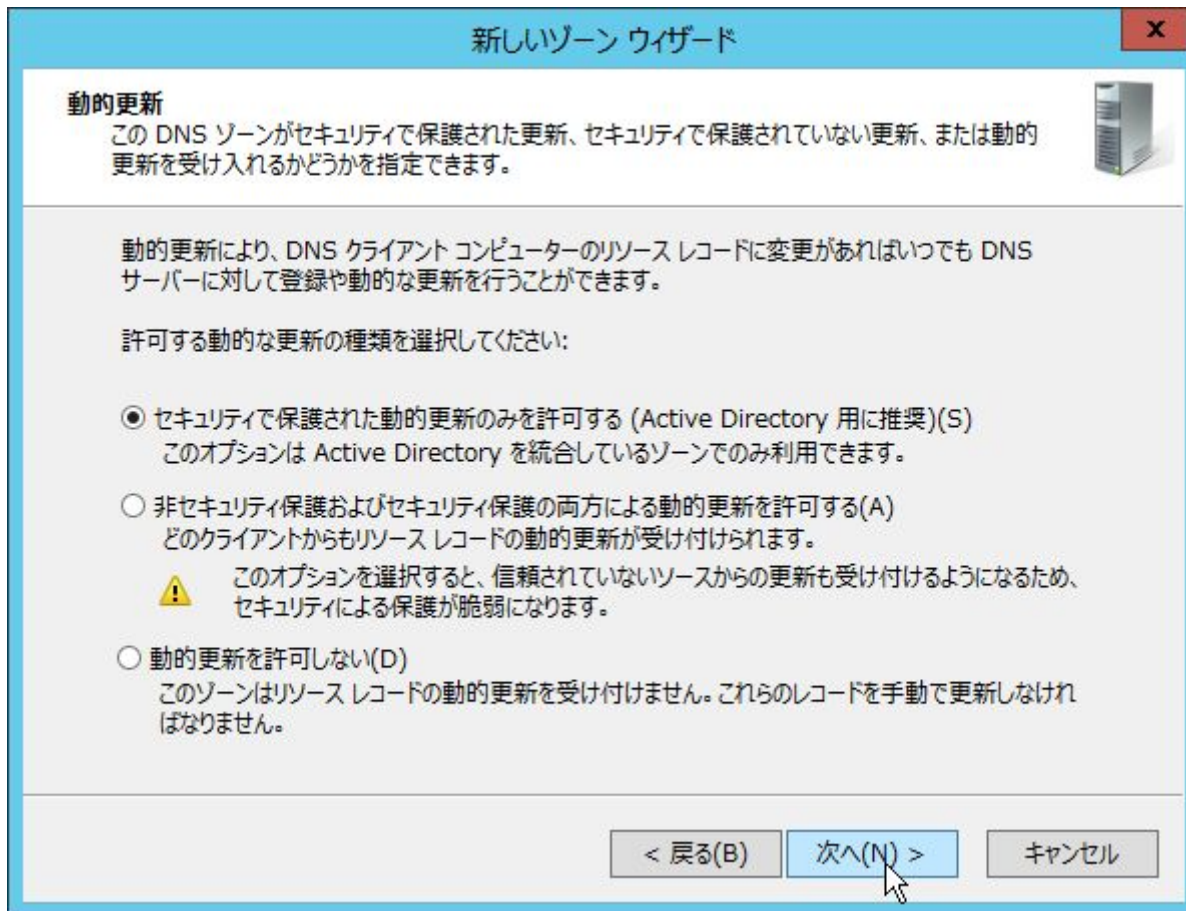 新しいゾーン ウィザード
x
動的更新
この DNS ゾーンがセキュリティで保護された更新、セキュリティで保護されていない更新、または動的
更新を受け入れるかどうかを指定できます。
動的更新により、DNS クライアント コンピューターのリソース レコードに変更があればいつでも DNS
サーバーに対して登録や動的な更新を行うことができます。
許可する動的な更新の種類を選択してください:
セキュリティで保護された動的更新のみを許可する (Active Directory 用に推奨)(S)
このオプションは Active Directory を統合しているゾーンでのみ利用できます。
非セキュリティ保護およびセキュリティ保護の両方による動的更新を許可する(A)
どのクライアントからもリソース レコードの動的更新が受け付けられます。
このオプションを選択すると、信頼されていないソースからの更新も受け付けるようになるため、
セキュリティによる保護が脆弱になります。
動的更新を許可しない(D)
このゾーンはリソース レコードの動的更新を受け付けません。これらのレコードを手動で更新しなけれ
ばなりません。
< 戻る(B) 次へ(N) > キャンセル